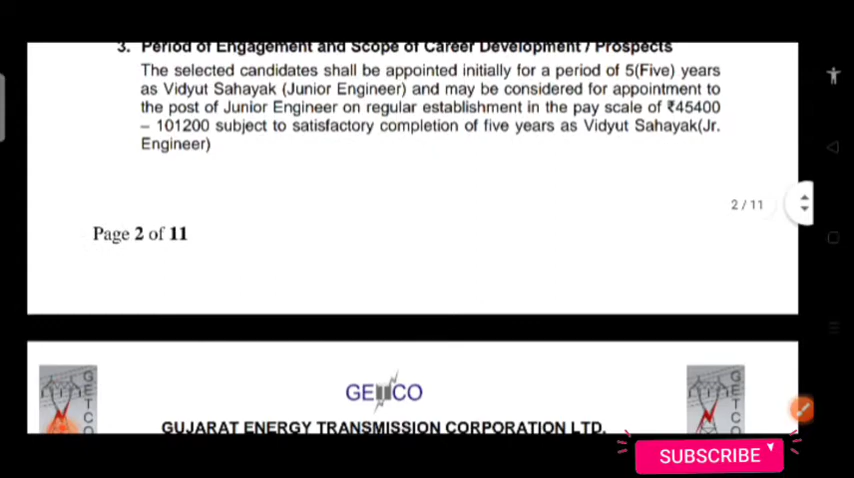 3. Period of Engagement and Scope of Career Development / Prospects
The selected candidates shall be appointed initially for a period of 5(Five) years
as Vidyut Sahayak (Junior Engineer) and may be considered for appointment to
the post of Junior Engineer on regular establishment in the pay scale of ₹45400
– 101200 subject to satisfactory completion of five years as Vidyut Sahayak(Jr.
Engineer)
2 / 11
Page 2 of 11
GETCO
GETCO
GETCO
GUJARAT ENERGY TRANSMISSION CORPORATION LTD.
SUBSCRIBE